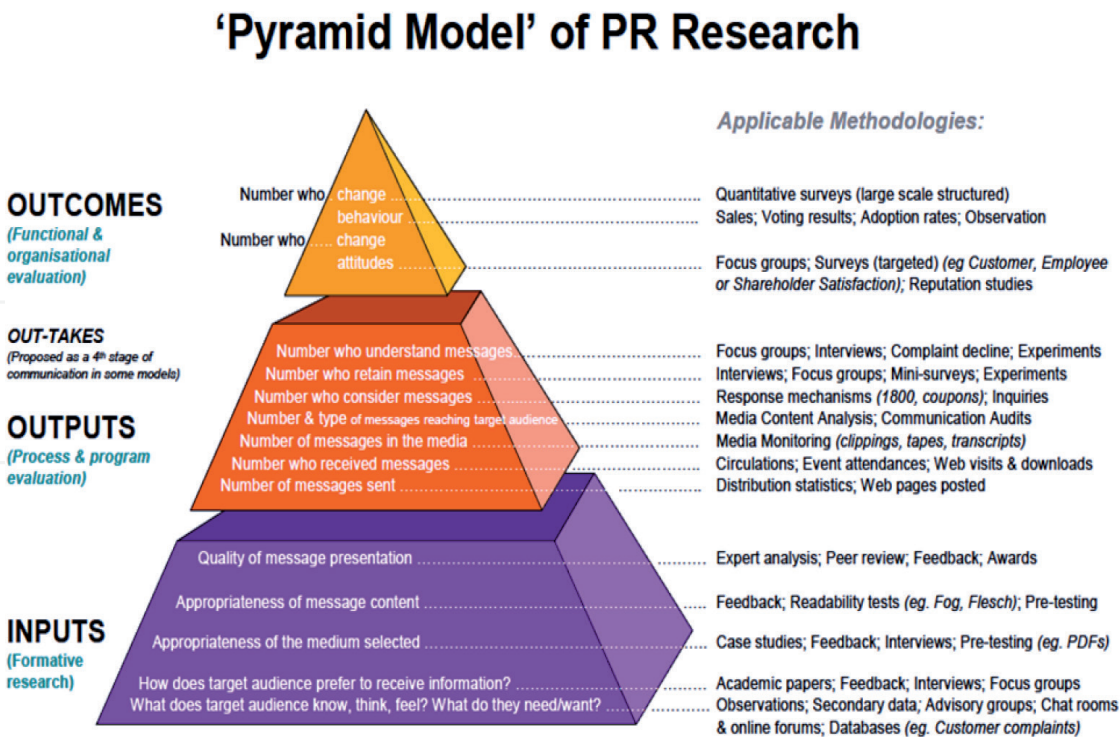 ‘Pyramid Model’ of PR Research
Applicable Methodologies:
OUTCOMES
(Functional &
organisational
evaluation)
Number who .. change
behaviour
Number who ..... change
attitudes
Quantitative surveys (large scale structured)
Sales; Voting results; Adoption rates; Observation
Focus groups; Surveys (targeted) (eg Customer, Employee
or Shareholder Satisfaction); Reputation studies
OUT-TAKES
(Proposed as a 4th stage of
communication in some models)
OUTPUTS
(Process & program
evaluation)
Number who understand messages
Focus groups; Interviews; Complaint decline; Experiments
Number who retain messages
Interviews; Focus groups; Mini-surveys; Experiments
Number who consider messages
Response mechanisms (1800, coupons); Inquiries
Number & type of messages reaching target audience
Media Content Analysis; Communication Audits
Number of messages in the media
Media Monitoring (clippings, tapes, transcripts)
Number who received messages
Circulations; Event attendances; Web visits & downloads
Number of messages sent
Distribution statistics; Web pages posted
INPUTS
(Formative
research)
Quality of message presentation
Expert analysis; Peer review; Feedback; Awards
Appropriateness of message content
Feedback; Readability tests (eg. Fog, Flesch); Pre-testing
Appropriateness of the medium selected
Case studies; Feedback; Interviews; Pre-testing (eg. PDFs)
How does target audience prefer to receive information?
Academic papers; Feedback; Interviews; Focus groups
What does target audience know, think, feel? What do they need/want?
Observations; Secondary data; Advisory groups; Chat rooms
& online forums; Databases (eg. Customer complaints)